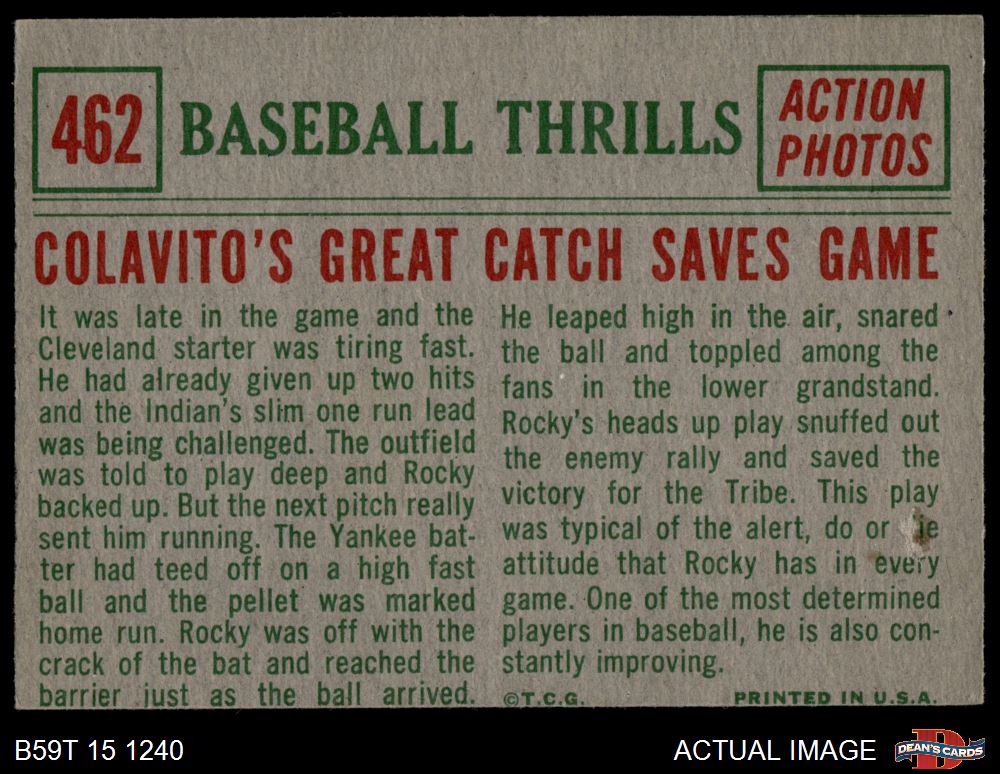 462
BASEBALL THRILLS
ACTION
PHOTOS
COLAVITO'S GREAT CATCH SAVES GAME
It was late in the game and the
Cleveland starter was tiring fast.
He had already given up two hits
and the Indian's slim one run lead
was being challenged. The outfield
was told to play deep and Rocky
backed up. But the next pitch really
sent him running. The Yankee bat-
ter had teed off on a high fast
ball and the pellet was marked
home run. Rocky was off with the
crack of the bat and reached the
barrier just as the ball arrived.
He leaped high in the air, snared
the ball and toppled among the
fans in the lower grandstand.
Rocky's heads up play snuffed out
the enemy rally and saved the
victory for the Tribe. This play
was typical of the alert, do or
attitude that Rocky has in every
game. One of the most determined
players in baseball, he is also con-
stantly improving.
©T.C.G.
PRINTED IN U.S.A.
B59T 15 1240
ACTUAL IMAGE
D
DEAN'S CARDS